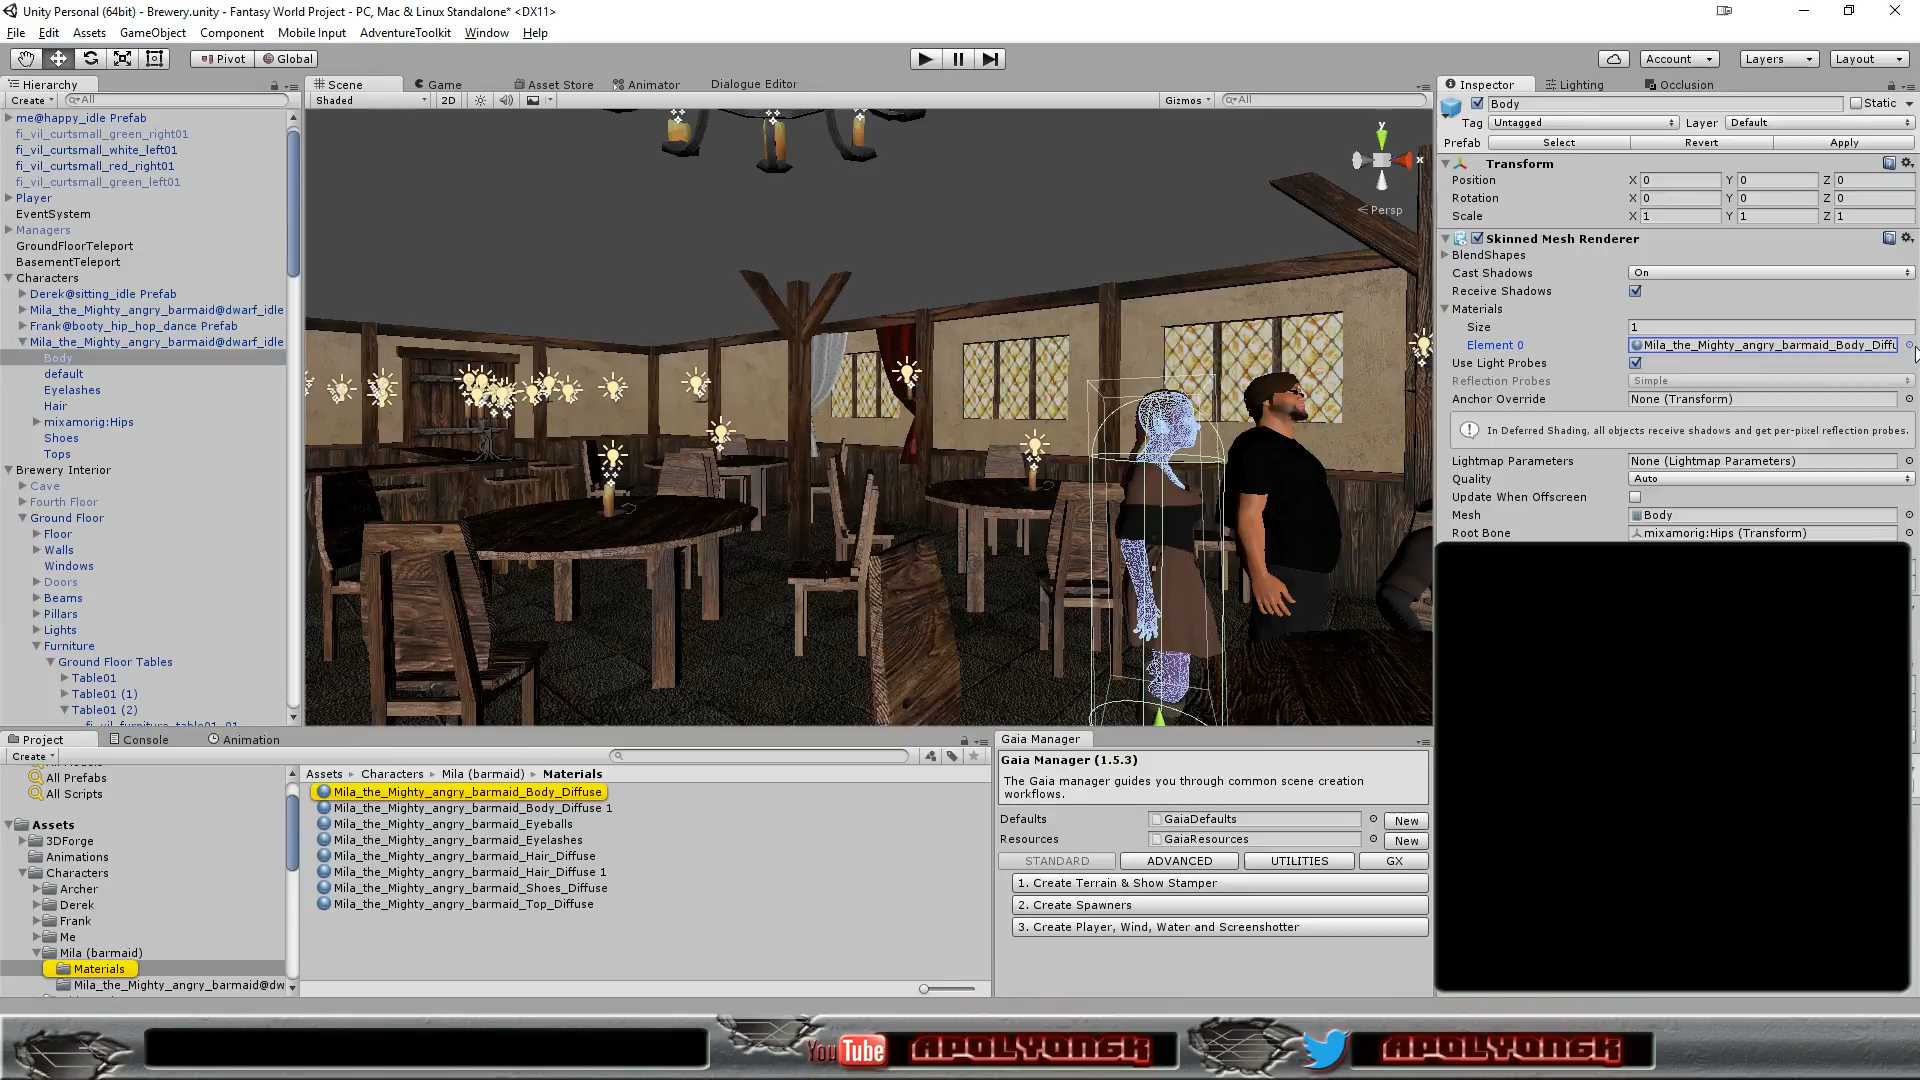 Unity Personal (64bit) - Brewery.unity - Fantasy World Project - PC, Mac & Linux Standalone* <DX11>
File Edit Assets GameObject Component Mobile Input AdventureToolkit Window Help
Pivot Global Account Layers Layout
Hierarchy
Create All
me@happy_idle Prefab
fi_vil_curtsmall_green_right01
fi_vil_curtsmall_white_left01
fi_vil_curtsmall_red_right01
fi_vil_curtsmall_green_left01
Player
EventSystem
Managers
GroundFloorTeleport
BasementTeleport
Characters
Derek@sitting_idle Prefab
Mila_the_Mighty_angry_barmaid@dwarf_idle
Frank@booty_hip_hop_dance Prefab
Mila_the_Mighty_angry_barmaid@dwarf_idle
Body
default
Eyelashes
Hair
mixamorig:Hips
Shoes
Tops
Brewery Interior
Cave
Fourth Floor
Ground Floor
Floor
Walls
Windows
Doors
Beams
Pillars
Lights
Furniture
Ground Floor Tables
Table01
Table01 (1)
Table01 (2)
fi_vil_furniture_table01_01
Scene Game Asset Store Animator Dialogue Editor
Shaded 2D Gizmos All
y
x
Persp
Inspector Lighting Occlusion
Body Static
Tag Untagged Layer Default
Prefab Select Revert Apply
Transform
Position X 0 Y 0 Z 0
Rotation X 0 Y 0 Z 0
Scale X 1 Y 1 Z 1
Skinned Mesh Renderer
BlendShapes
Cast Shadows On
Receive Shadows
Materials
Size 1
Element 0 Mila_the_Mighty_angry_barmaid_Body_Diffu
Use Light Probes
Reflection Probes Simple
Anchor Override None (Transform)
In Deferred Shading, all objects receive shadows and get per-pixel reflection probes.
Lightmap Parameters None (Lightmap Parameters)
Quality Auto
Update When Offscreen
Mesh Body
Root Bone mixamorig:Hips (Transform)
Project Console Animation
Create
All Prefabs
All Scripts
Assets
3DForge
Animations
Characters
Archer
Derek
Frank
Me
Mila (barmaid)
Materials
Mila_the_Mighty_angry_barmaid@dw
Assets Characters Mila (barmaid) Materials
Mila_the_Mighty_angry_barmaid_Body_Diffuse
Mila_the_Mighty_angry_barmaid_Body_Diffuse 1
Mila_the_Mighty_angry_barmaid_Eyeballs
Mila_the_Mighty_angry_barmaid_Eyelashes
Mila_the_Mighty_angry_barmaid_Hair_Diffuse
Mila_the_Mighty_angry_barmaid_Hair_Diffuse 1
Mila_the_Mighty_angry_barmaid_Shoes_Diffuse
Mila_the_Mighty_angry_barmaid_Top_Diffuse
Gaia Manager
Gaia Manager (1.5.3)
The Gaia manager guides you through common scene creation
workflows.
Defaults GaiaDefaults New
Resources GaiaResources New
STANDARD ADVANCED UTILITIES GX
1. Create Terrain & Show Stamper
2. Create Spawners
3. Create Player, Wind, Water and Screenshotter
YouTube APOLYON6K APOLYON6K